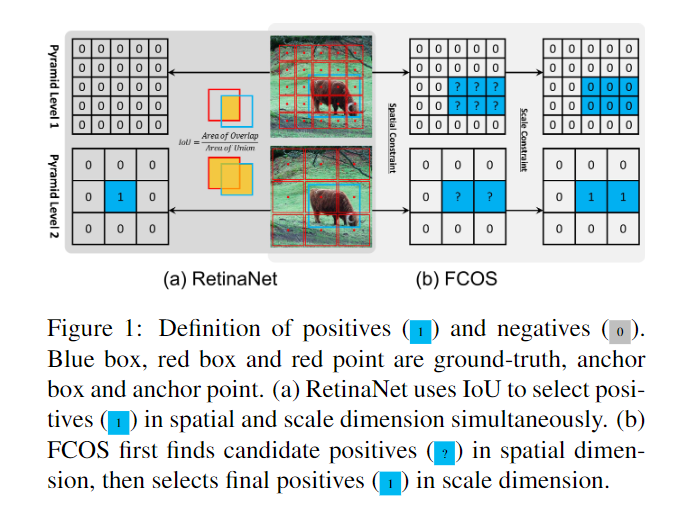 Pyramid Level 1
0 0 0 0 0
0 0 0 0 0
0 0 0 0 0
0 0 0 0 0
0 0 0 0 0
IoU = Area of Overlap / Area of Union
Pyramid Level 2
0 0 0
0 1 0
0 0 0
Spatial Constraint
0 0 0 0 0
0 0 0 0 0
0 0 ? ? ?
0 0 ? ? ?
0 0 0 0 0
0 0 0
0 ? ?
0 0 0
Scale Constraint
0 0 0 0 0
0 0 0 0 0
0 0 0 0 0
0 0 0 0 0
0 0 0 0 0
0 0 0
0 1 1
0 0 0
(a) RetinaNet
(b) FCOS
Figure 1: Definition of positives ( 1 ) and negatives ( 0 ).
Blue box, red box and red point are ground-truth, anchor
box and anchor point. (a) RetinaNet uses IoU to select posi-
tives ( 1 ) in spatial and scale dimension simultaneously. (b)
FCOS first finds candidate positives ( ? ) in spatial dimen-
sion, then selects final positives ( 1 ) in scale dimension.